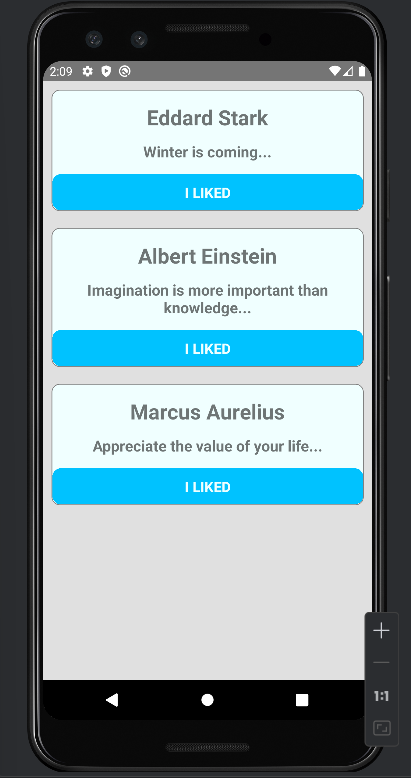 2:09
Eddard Stark
Winter is coming...
I LIKED
Albert Einstein
Imagination is more important than
knowledge...
I LIKED
Marcus Aurelius
Appreciate the value of your life...
I LIKED
1:1